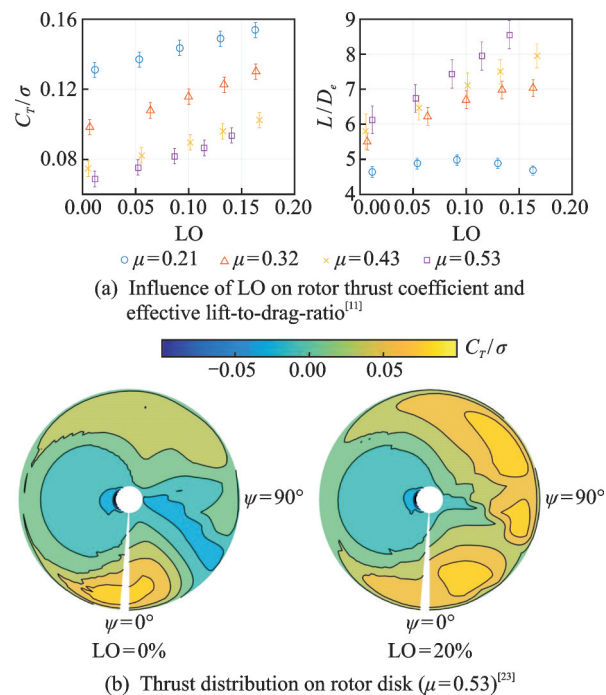 0.16
0.12
0.08
C_T/σ
0.00 0.05 0.10 0.15 0.20
LO
9
8
7
6
5
4
L/D_e
0.00 0.05 0.10 0.15 0.20
LO
μ=0.21 μ=0.32 μ=0.43 μ=0.53
(a) Influence of LO on rotor thrust coefficient and
effective lift-to-drag-ratio[11]
−0.05 0.00 0.05 C_T/σ
ψ=90°
ψ=0°
LO=0%
ψ=90°
ψ=0°
LO=20%
(b) Thrust distribution on rotor disk (μ=0.53)[23]